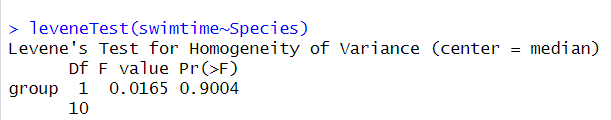 > leveneTest(swimtime~Species)
Levene's Test for Homogeneity of Variance (center = median)
      Df F value Pr(>F)
group  1  0.0165 0.9004
      10